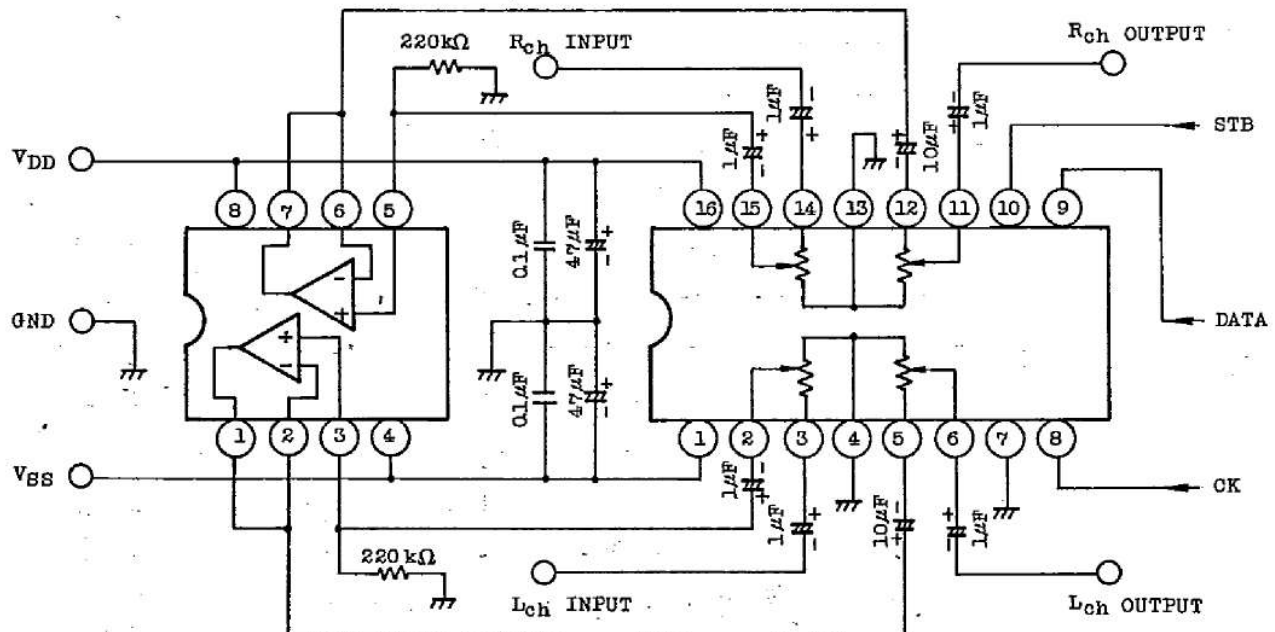 220kΩ
Rch INPUT
Rch OUTPUT
1µF
1µF
10µF
1µF
STB
VDD
8
7
6
5
16
15
14
13
12
11
10
9
0.1µF
47µF
GND
DATA
0.1µF
47µF
1
2
3
4
1
2
3
4
5
6
7
8
VSS
CK
1µF
1µF
10µF
1µF
220kΩ
Lch INPUT
Lch OUTPUT